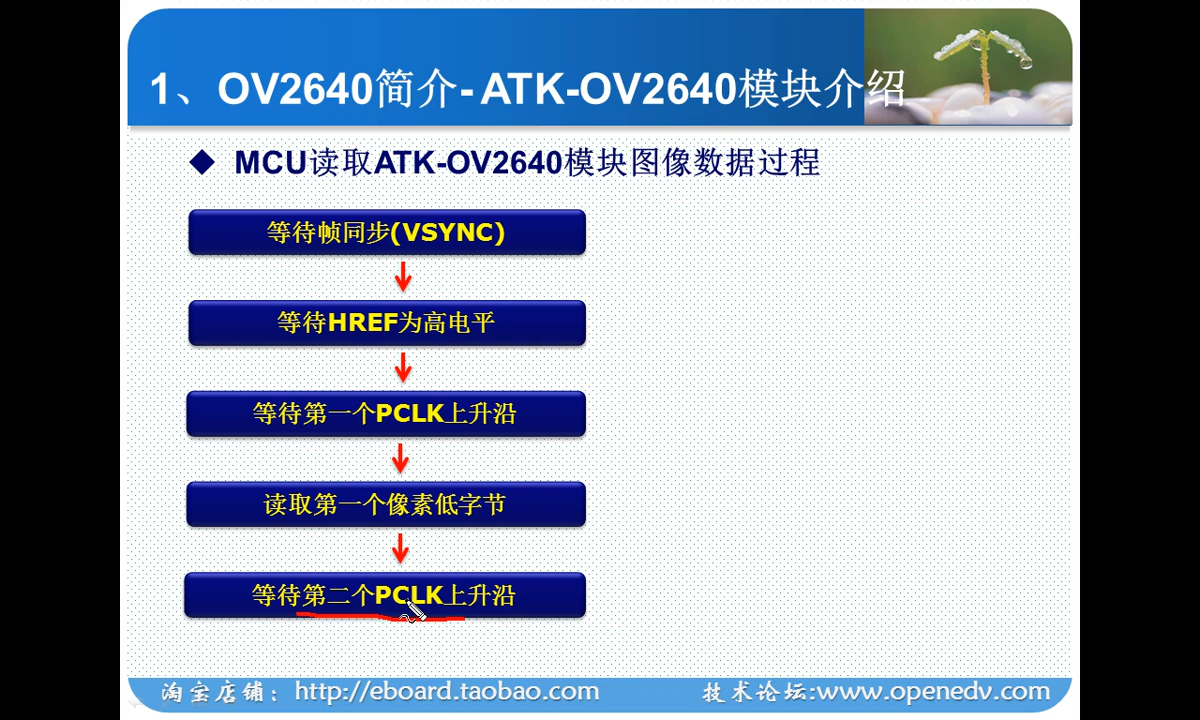 1、OV2640简介- ATK-OV2640模块介绍
MCU读取ATK-OV2640模块图像数据过程
等待帧同步(VSYNC)
等待HREF为高电平
等待第一个PCLK上升沿
读取第一个像素低字节
等待第二个PCLK上升沿
淘宝店铺：http://eboard.taobao.com 技术论坛:www.openedv.com